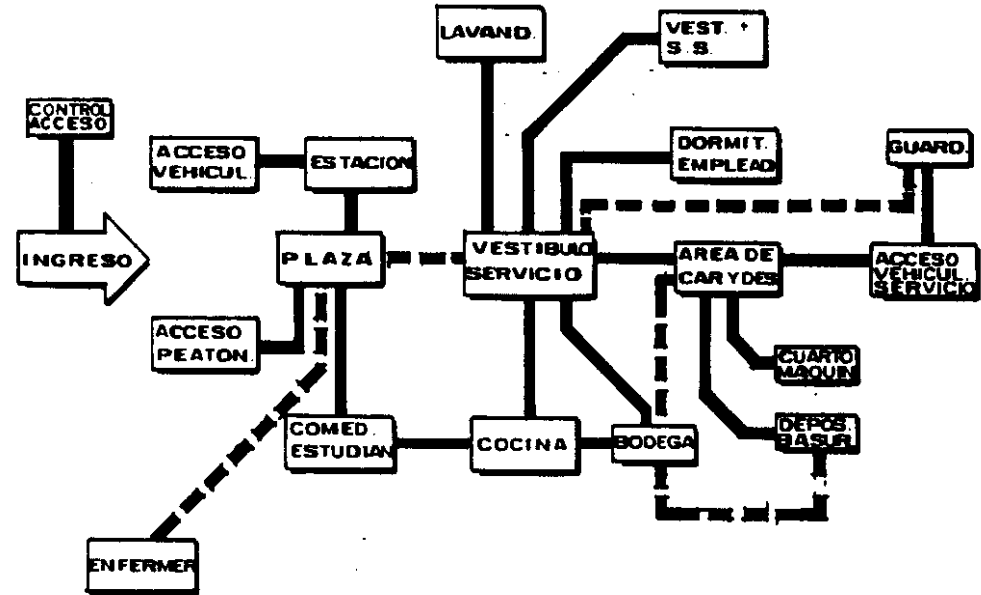 LAVAND.
VEST. +
S.S.
CONTROL
ACCESO
ACCESO
VEHICUL.
ESTACION
DORMIT.
EMPLEAD
GUARD.
INGRESO
PLAZA
VESTIBULO
SERVICIO
AREA DE
CAR Y DES
ACCESO
VEHICUL.
SERVICIO
ACCESO
PEATON.
CUARTO
MAQUIN
COMED.
ESTUDIAN
COCINA
BODEGA
DEPOS.
BASUR.
ENFERMER